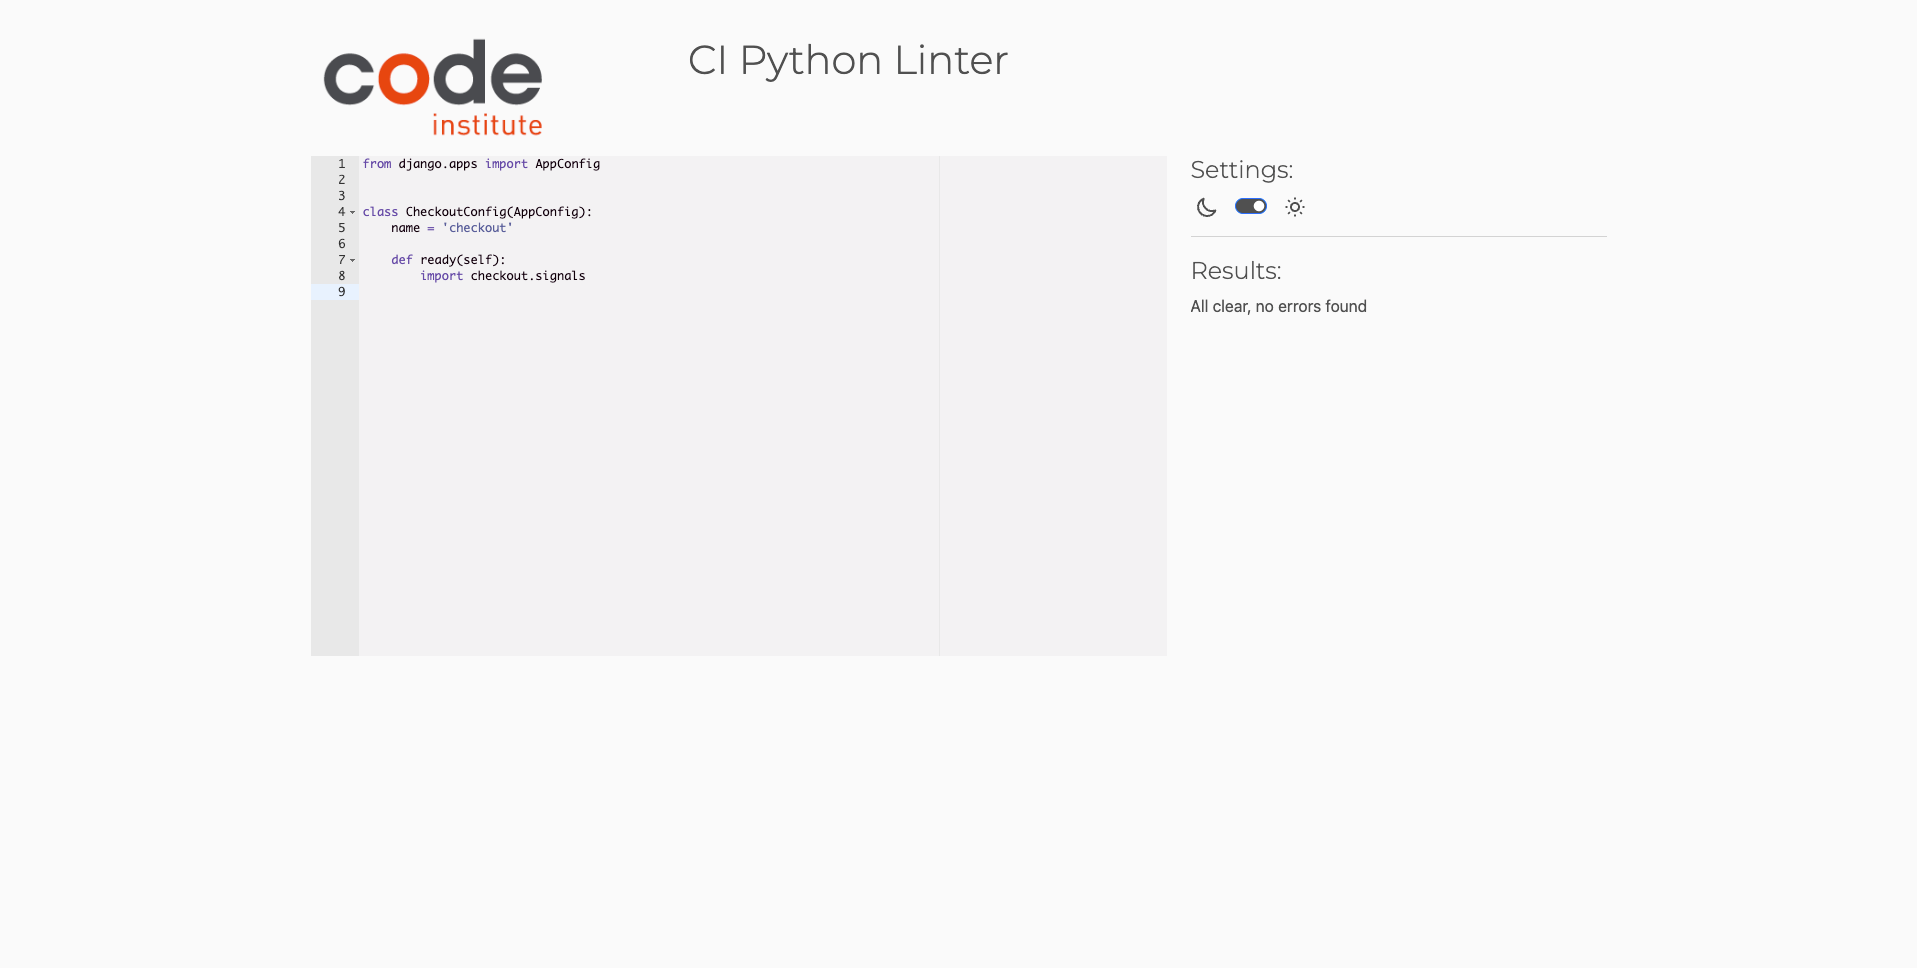 code
institute
CI Python Linter
1 from django.apps import AppConfig
2
3
4 class CheckoutConfig(AppConfig):
5     name = 'checkout'
6
7     def ready(self):
8         import checkout.signals
9
Settings:
Results:
All clear, no errors found